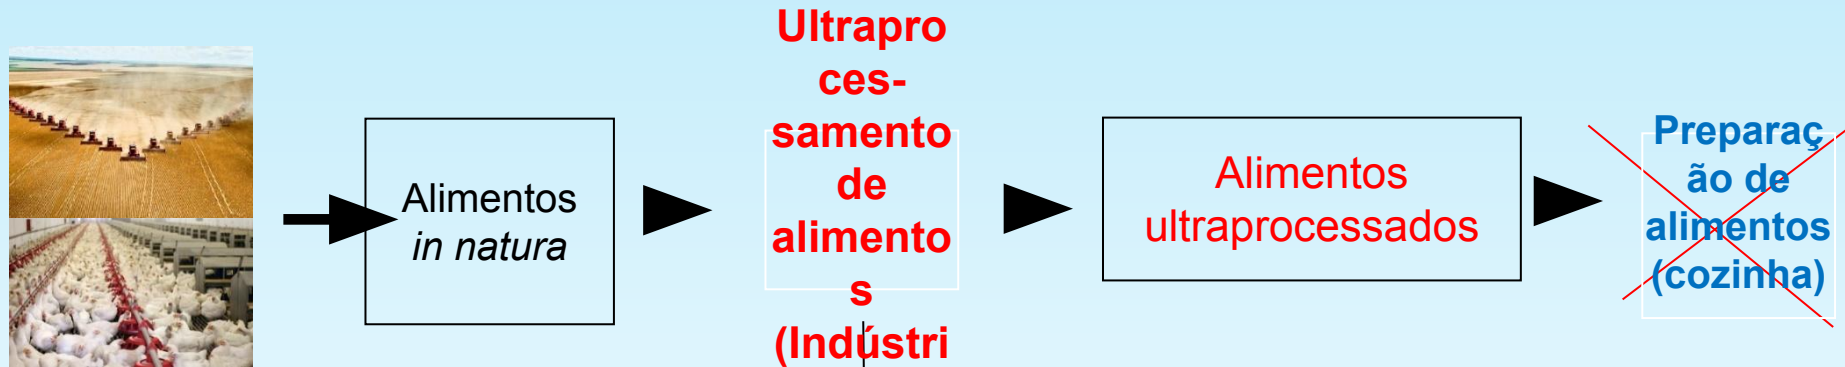 Alimentos
in natura
Ultrapro
ces-
samento
de
alimento
s
(Indústri
Alimentos
ultraprocessados
Preparaç
ão de
alimentos
(cozinha)